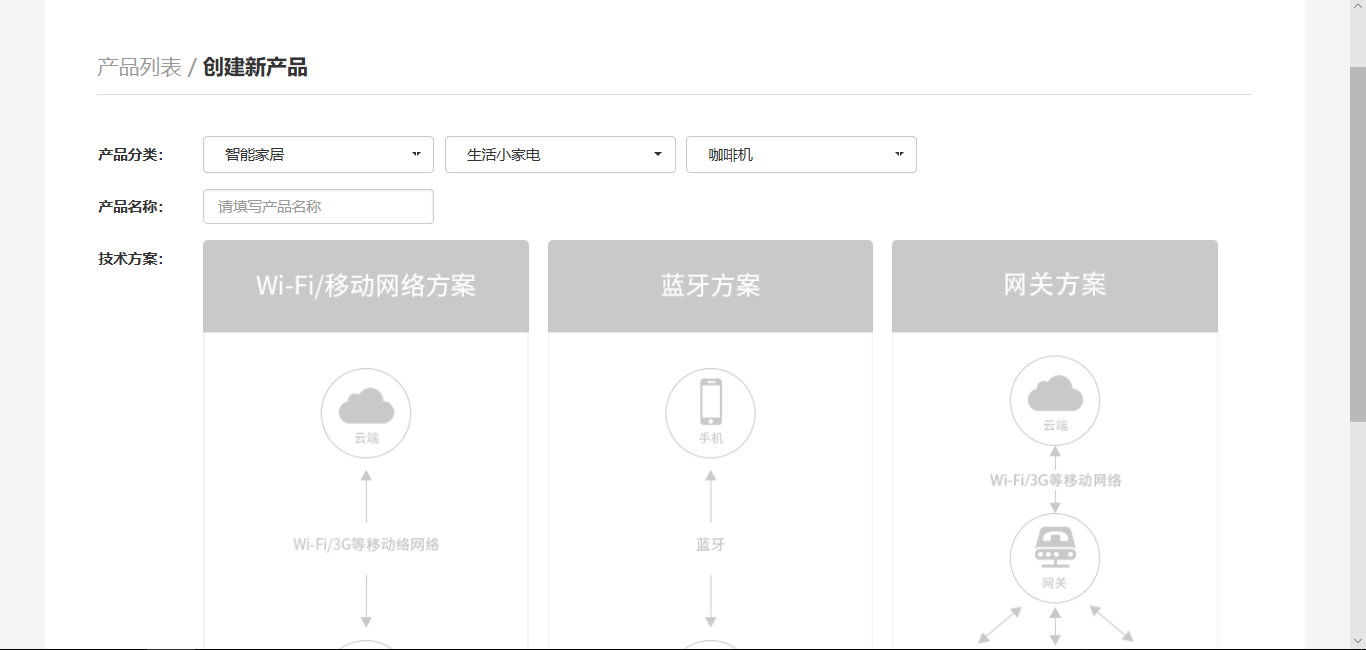 产品列表 / 创建新产品
产品分类： 智能家居 生活小家电 咖啡机
产品名称： 请填写产品名称
技术方案： Wi-Fi/移动网络方案 蓝牙方案 网关方案
云端 手机 云端
Wi-Fi/3G等移动网络
Wi-Fi/3G等移动络网络 蓝牙
网关